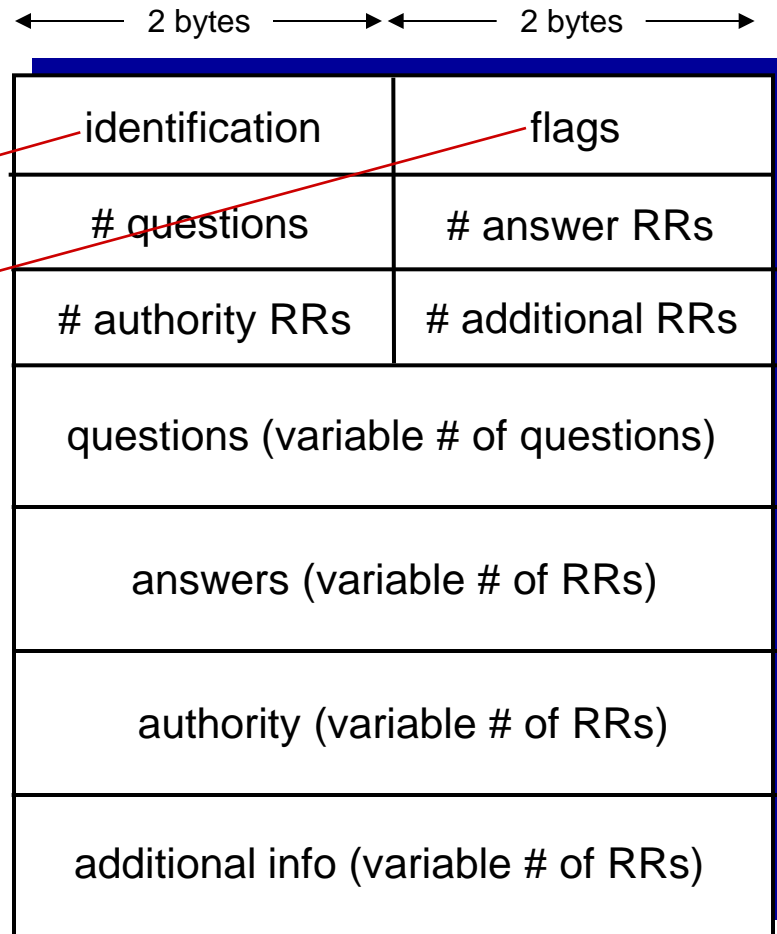 2 bytes 2 bytes
identification flags
# questions # answer RRs
# authority RRs # additional RRs
questions (variable # of questions)
answers (variable # of RRs)
authority (variable # of RRs)
additional info (variable # of RRs)